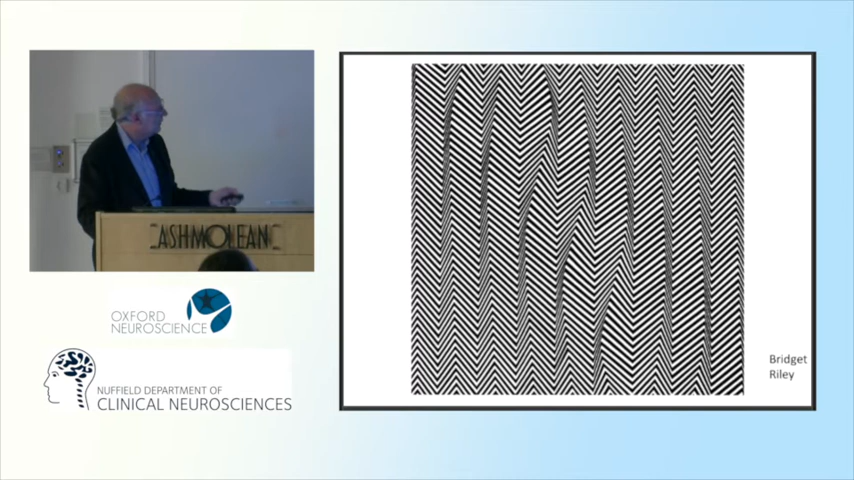 ASHMOLEAN
OXFORD
NEUROSCIENCE
NUFFIELD DEPARTMENT OF
CLINICAL NEUROSCIENCES
Bridget
Riley